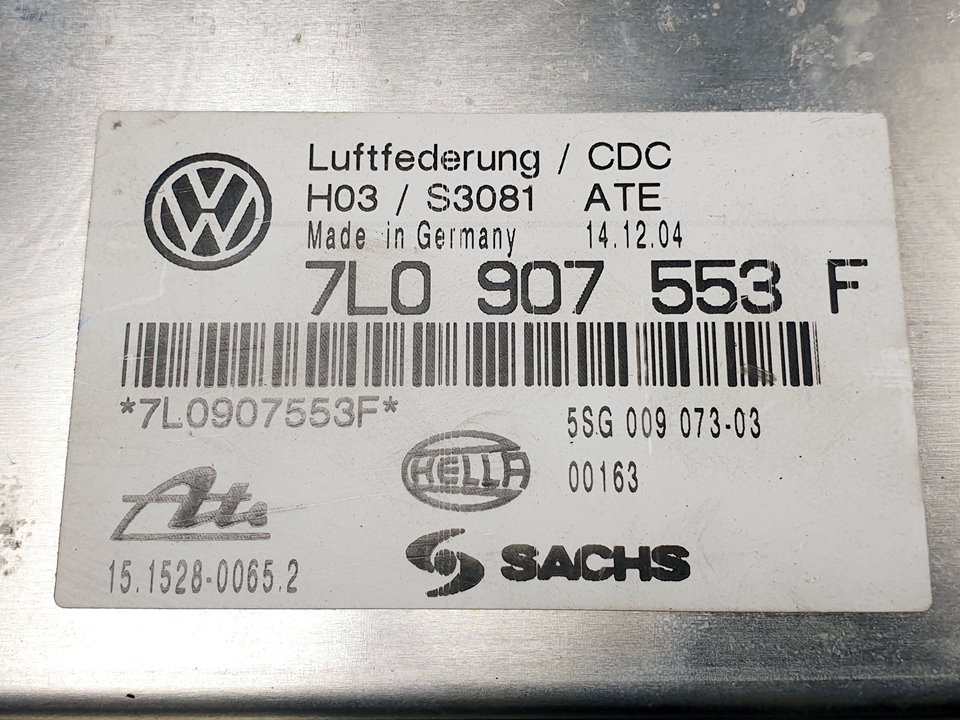 Luftfederung / CDC
H03 / S3081 ATE
Made in Germany 14.12.04
7L0 907 553 F
*7L0907553F*
5SG 009 073-03
HELLA
00163
Ate
SACHS
15.1528-0065.2